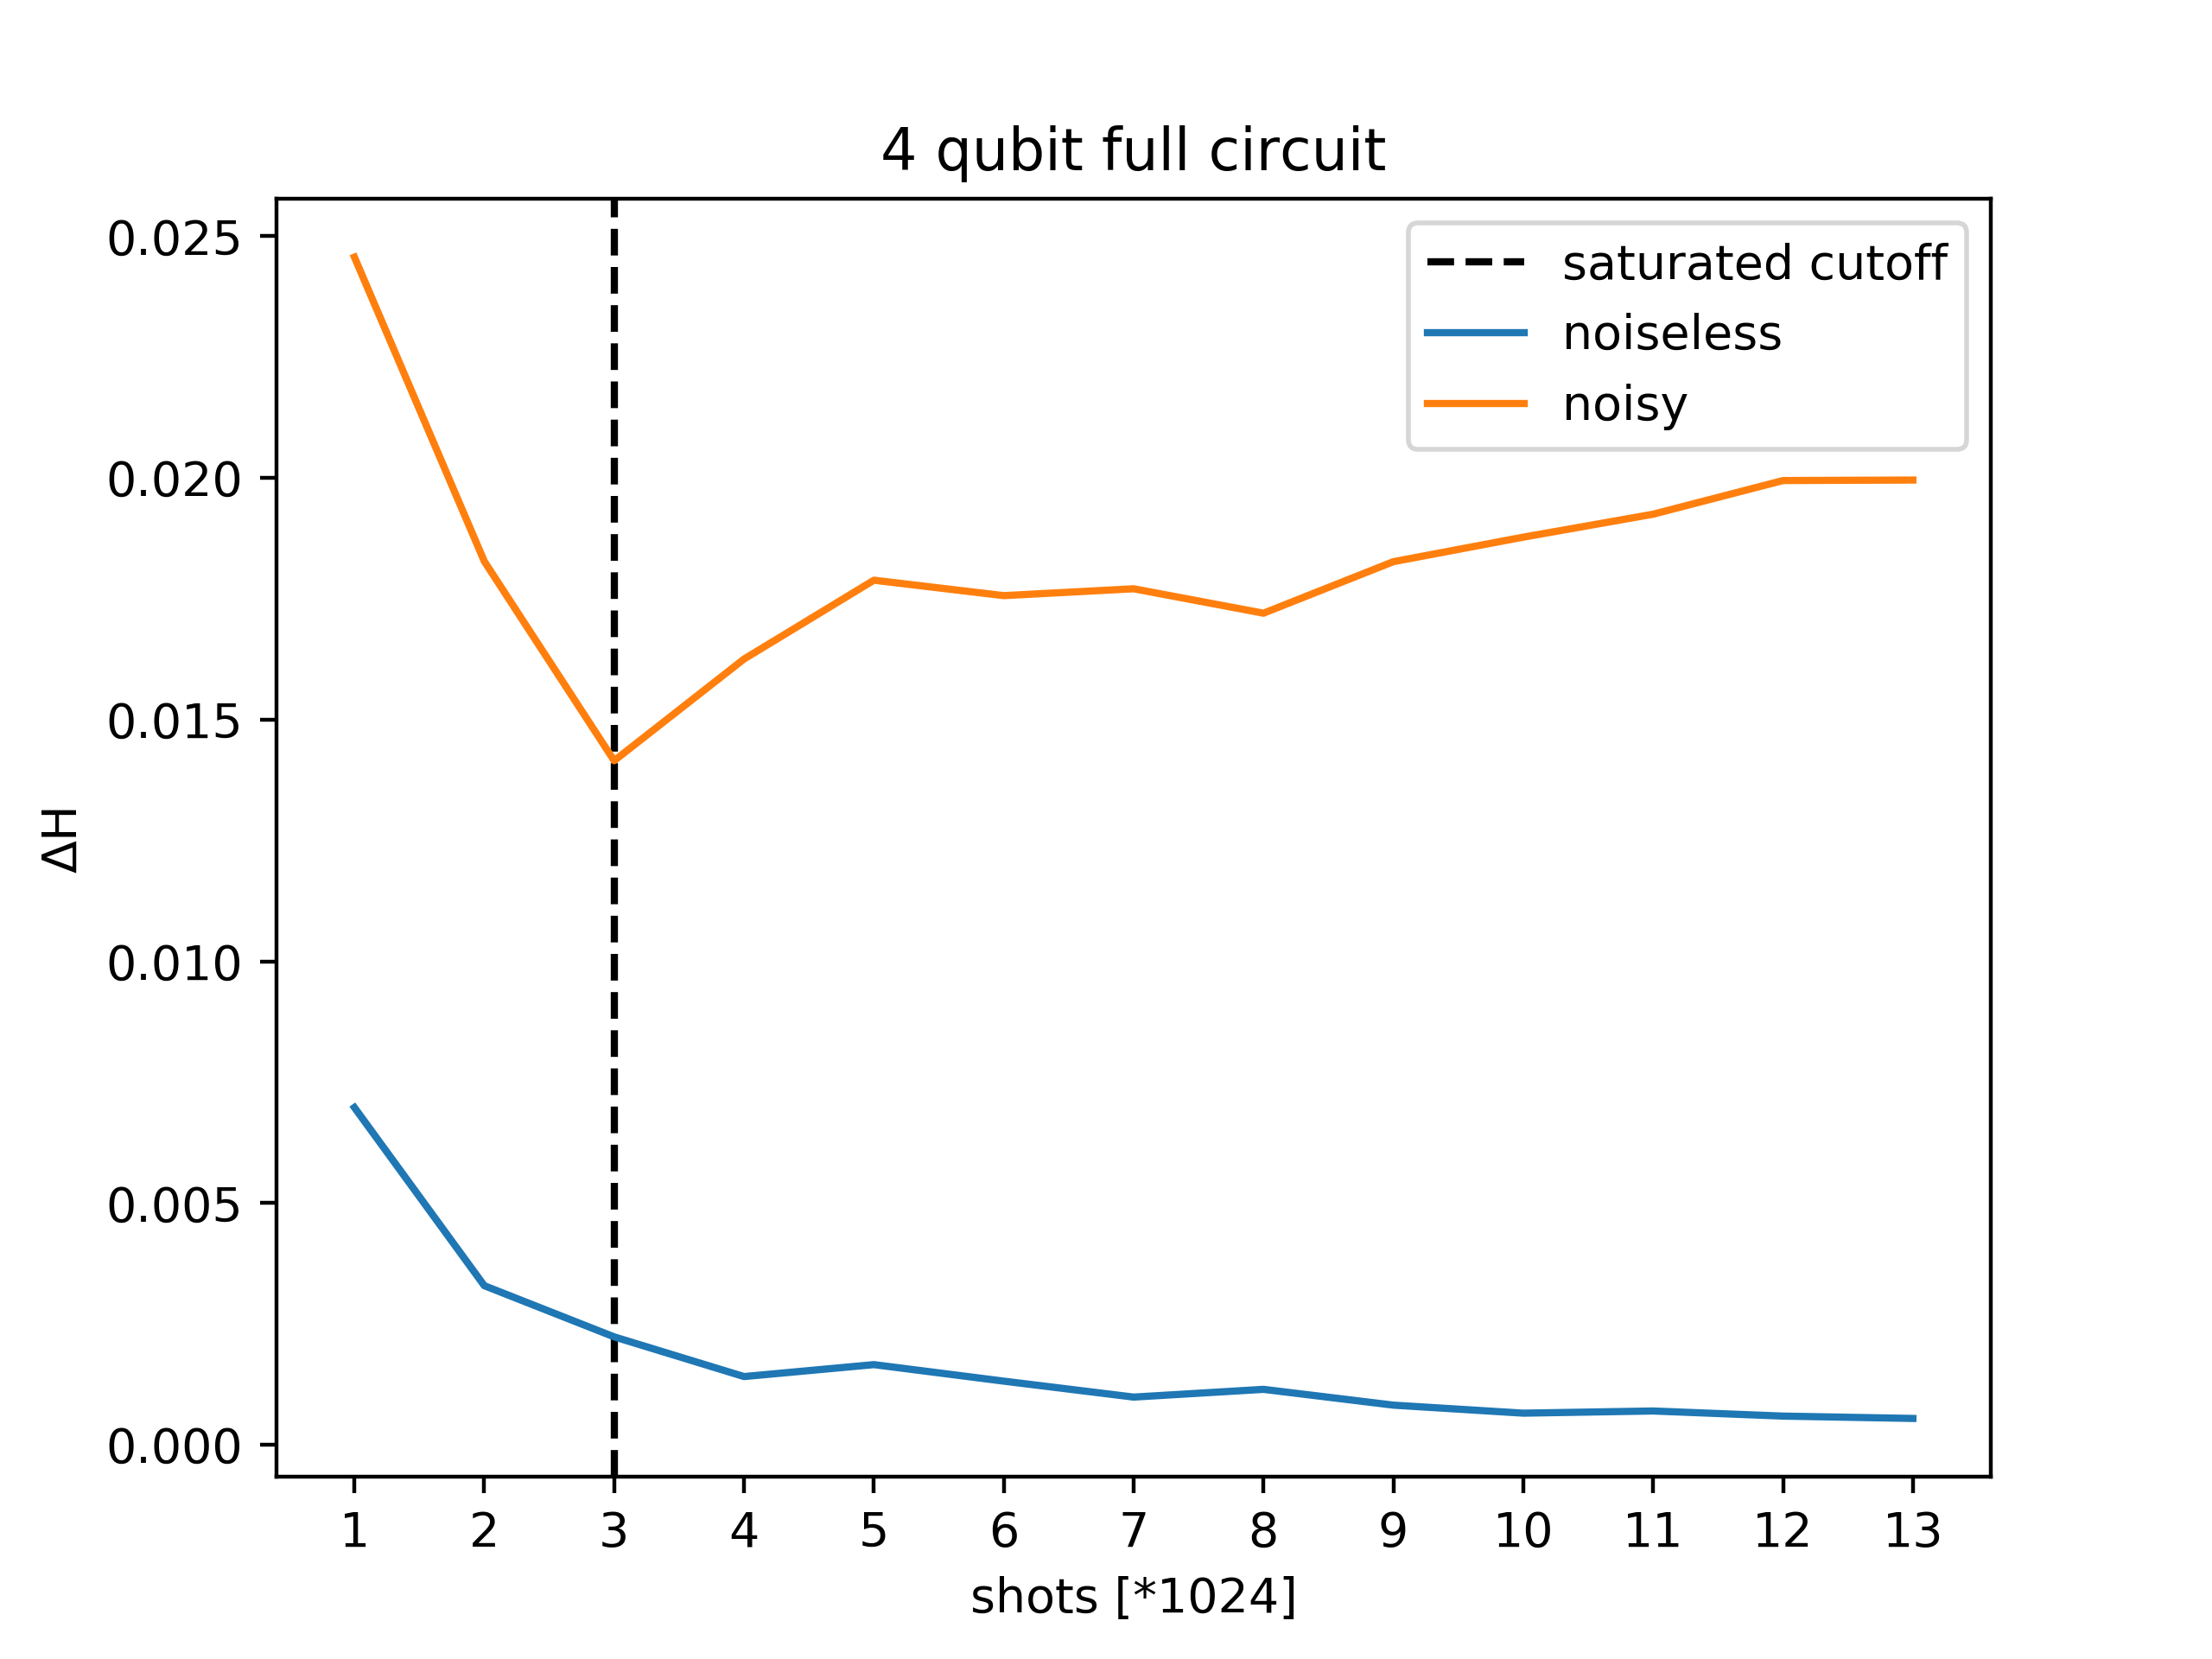 4 qubit full circuit
saturated cutoff
noiseless
noisy
0.025
0.020
0.015
0.010
0.005
0.000
ΔH
1 2 3 4 5 6 7 8 9 10 11 12 13
shots [*1024]